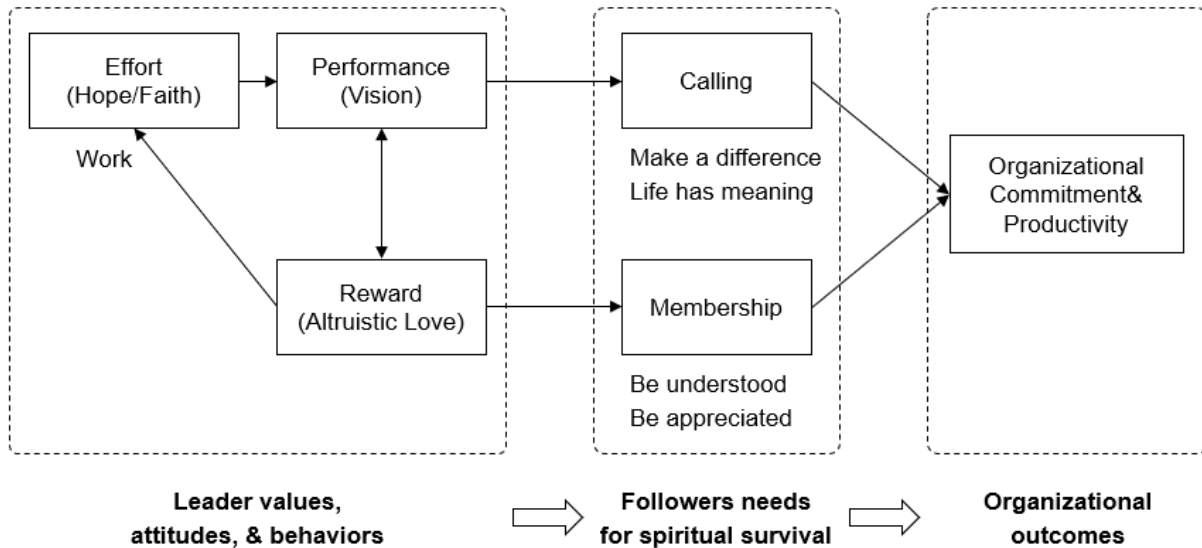 Effort
(Hope/Faith)
Performance
(Vision)
Work
Reward
(Altruistic Love)
Calling
Make a difference
Life has meaning
Membership
Be understood
Be appreciated
Organizational
Commitment&
Productivity
Leader values,
attitudes, & behaviors
Followers needs
for spiritual survival
Organizational
outcomes